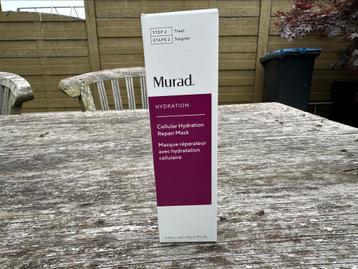 STEP 2 Treat
ÉTAPE 2 Soigner
Murad.
HYDRATION
Cellular Hydration
Repair Mask
Masque réparateur
avec hydratation
cellulaire